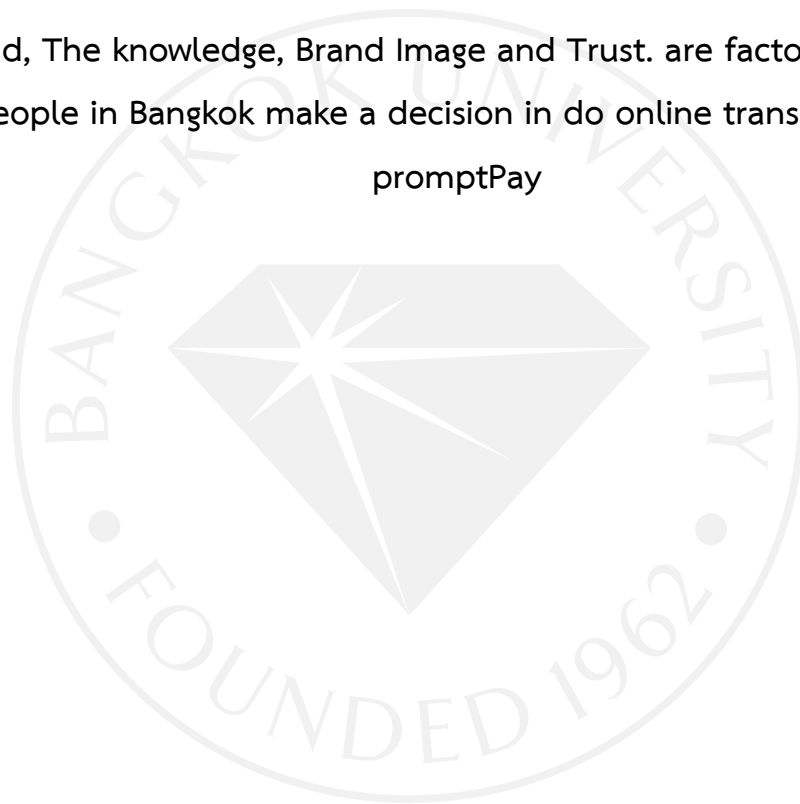 d, The knowledge, Brand Image and Trust. are facto
eople in Bangkok make a decision in do online trans
promptPay
BANGKOK UNIVERSITY
• FOUNDED 1962 •